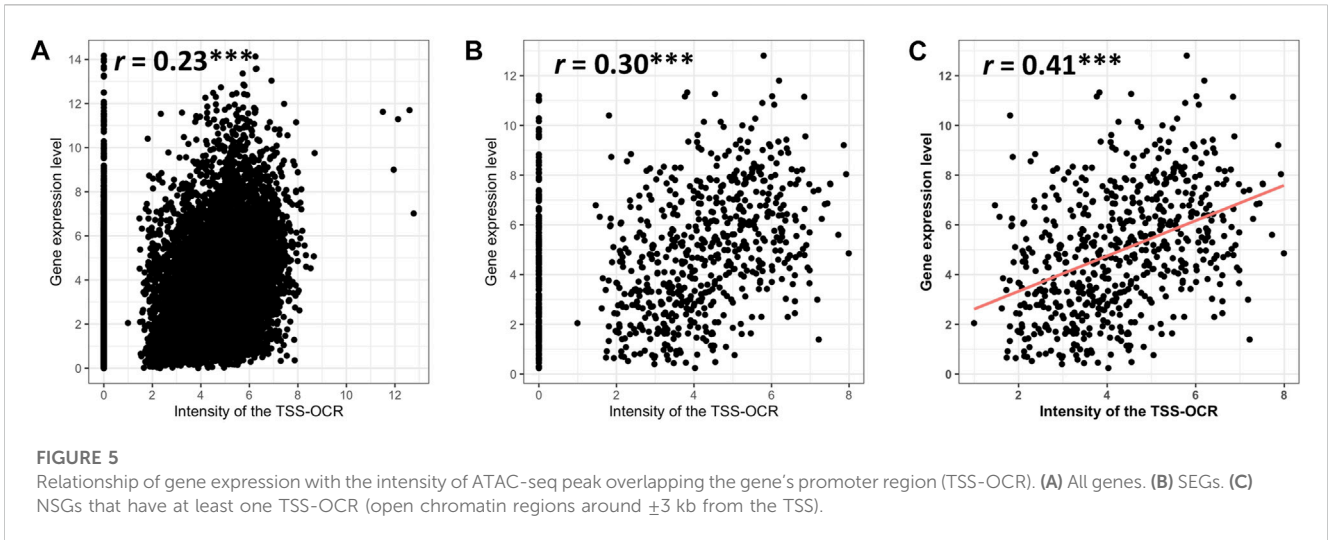 A
r = 0.23***
Gene expression level
14
12
10
8
6
4
2
0
0 2 4 6 8 10 12
Intensity of the TSS-OCR
B
r = 0.30***
Gene expression level
12
10
8
6
4
2
0
0 2 4 6 8
Intensity of the TSS-OCR
C
r = 0.41***
Gene expression level
12
10
8
6
4
2
0
2 4 6 8
Intensity of the TSS-OCR
FIGURE 5
Relationship of gene expression with the intensity of ATAC-seq peak overlapping the gene's promoter region (TSS-OCR). (A) All genes. (B) SEGs. (C)
NSGs that have at least one TSS-OCR (open chromatin regions around ±3 kb from the TSS).